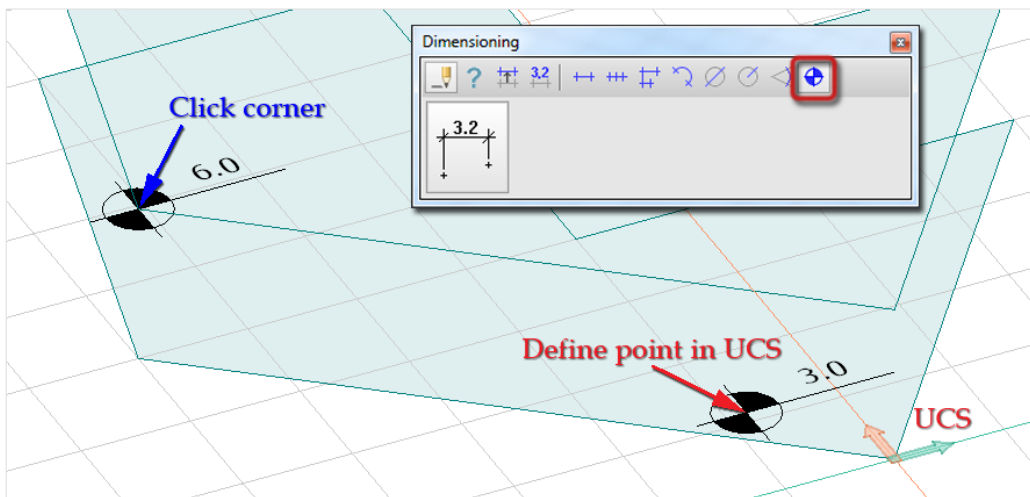 Dimensioning
3,2
3.2
Click corner
6.0
Define point in UCS
3.0
UCS